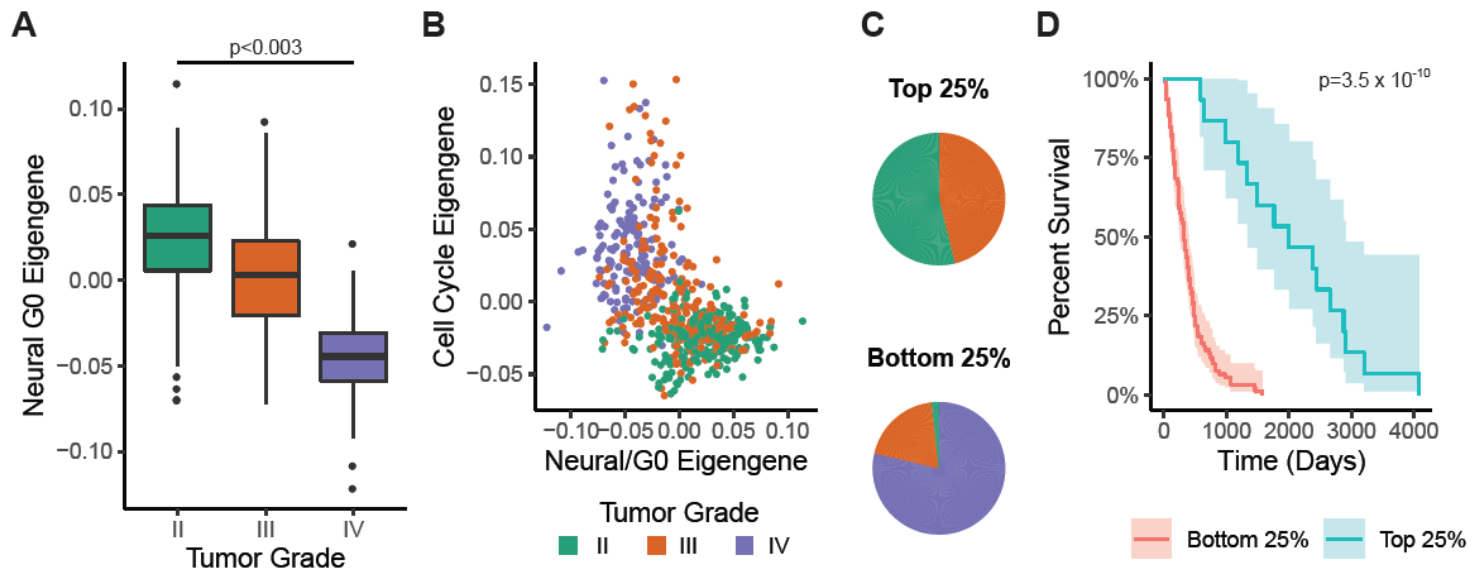 A
p<0.003
Neural G0 Eigengene
0.10
0.05
0.00
−0.05
−0.10
II
III
IV
Tumor Grade
B
Cell Cycle Eigengene
0.15
0.10
0.05
0.00
−0.05
−0.10
−0.05
0.00
0.05
0.10
Neural/G0 Eigengene
Tumor Grade
II
III
IV
C
Top 25%
Bottom 25%
D
p=3.5 x 10⁻¹⁰
Percent Survival
100%
75%
50%
25%
0%
0
1000
2000
3000
4000
Time (Days)
Bottom 25%
Top 25%